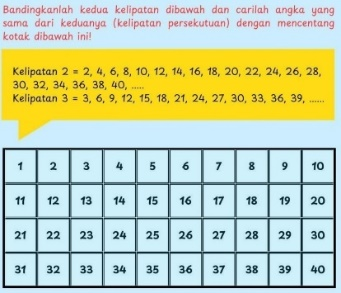 Bandingkanlah kedua kelipatan dibawah dan carilah angka yang
sama dari keduanya (kelipatan persekutuan) dengan mencentang
kotak dibawah ini!
Kelipatan 2 = 2, 4, 6, 8, 10, 12, 14, 16, 18, 20, 22, 24, 26, 28,
30, 32, 34, 36, 38, 40, .....
Kelipatan 3 = 3, 6, 9, 12, 15, 18, 21, 24, 27, 30, 33, 36, 39, ......
1 2 3 4 5 6 7 8 9 10
11 12 13 14 15 16 17 18 19 20
21 22 23 24 25 26 27 28 29 30
31 32 33 34 35 36 37 38 39 40